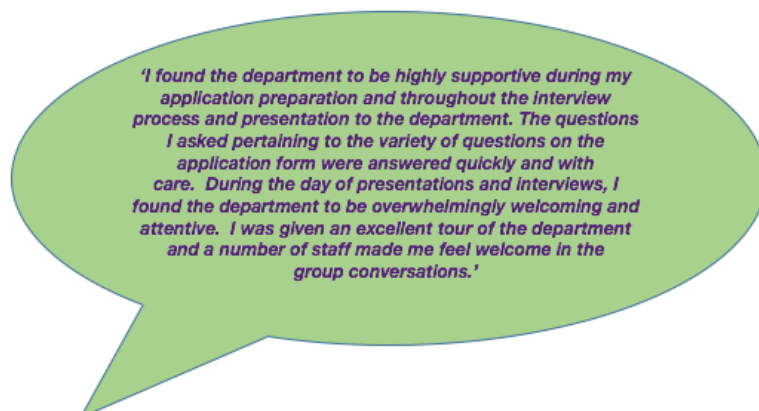 ‘I found the department to be highly supportive during my
application preparation and throughout the interview
process and presentation to the department. The questions
I asked pertaining to the variety of questions on the
application form were answered quickly and with
care.  During the day of presentations and interviews, I
found the department to be overwhelmingly welcoming and
attentive.  I was given an excellent tour of the department
and a number of staff made me feel welcome in the
group conversations.’